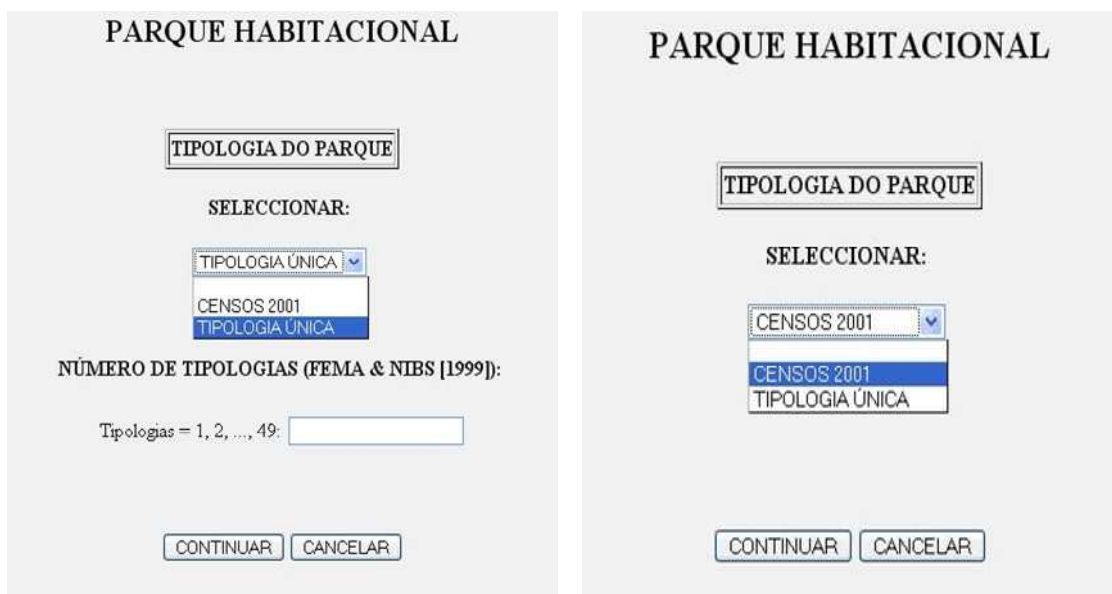 PARQUE HABITACIONAL
TIPOLOGIA DO PARQUE
SELECCIONAR:
TIPOLOGIA ÚNICA
CENSOS 2001
TIPOLOGIA ÚNICA
NÚMERO DE TIPOLOGIAS (FEMA & NIBS [1999]):
Tipologias = 1, 2, ..., 49:
CONTINUAR CANCELAR
PARQUE HABITACIONAL
TIPOLOGIA DO PARQUE
SELECCIONAR:
CENSOS 2001
CENSOS 2001
TIPOLOGIA ÚNICA
CONTINUAR CANCELAR